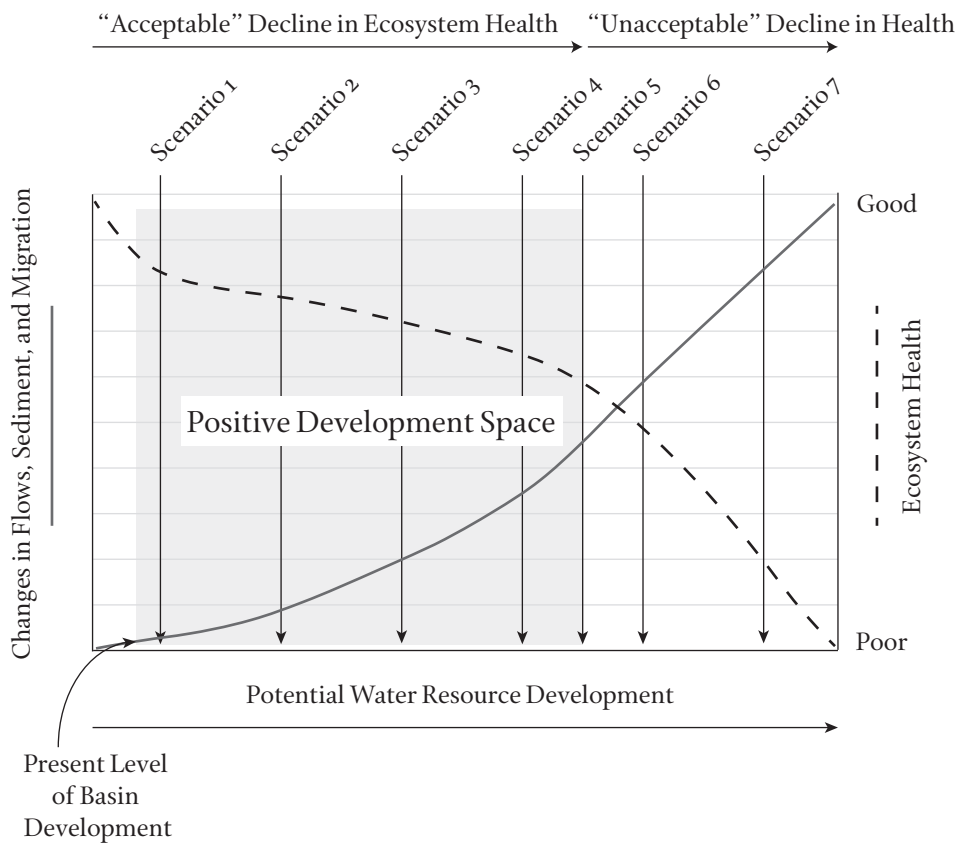 “Acceptable” Decline in Ecosystem Health
“Unacceptable” Decline in Health
Scenario 1
Scenario 2
Scenario 3
Scenario 4
Scenario 5
Scenario 6
Scenario 7
Changes in Flows, Sediment, and Migration
Good
Positive Development Space
Ecosystem Health
Poor
Potential Water Resource Development
Present Level
of Basin
Development